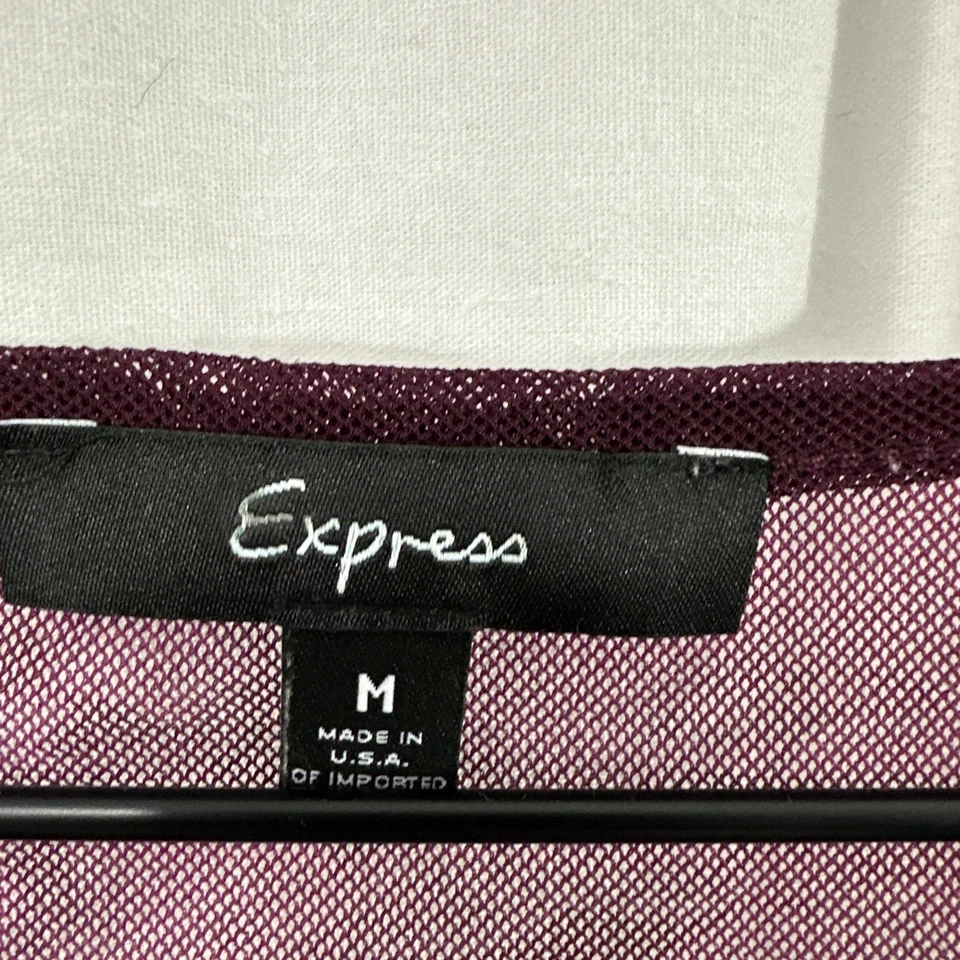 Express
M
MADE IN
U.S.A.
OF IMPORTED